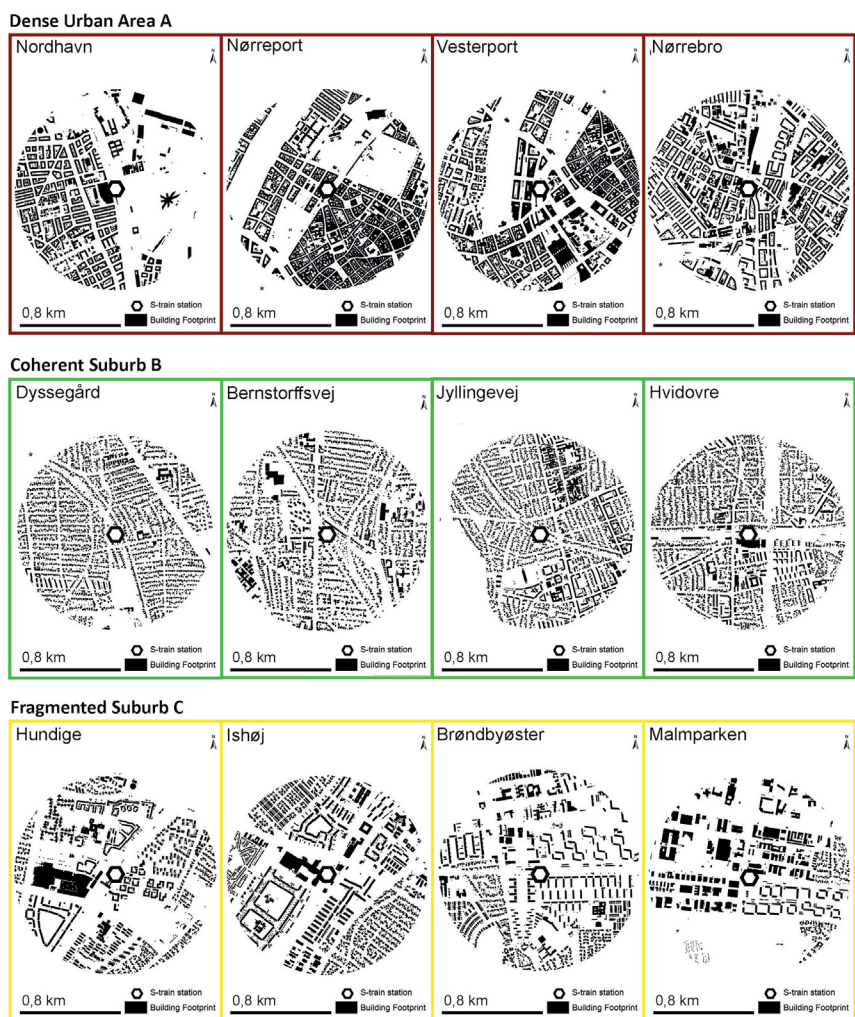 Dense Urban Area A
Nordhavn
N
S-train station
0,8 km
Building Footprint
Nørreport
N
*
S-train station
0,8 km
Building Footprint
Vesterport
N
*
S-train station
0,8 km
Building Footprint
Nørrebro
N
*
S-train station
0,8 km
Building Footprint
Coherent Suburb B
Dyssegård
N
*
S-train station
0,8 km
Building Footprint
Bernstorffsvej
N
S-train station
0,8 km
Building Footprint
Jyllingevej
N
S-train station
0,8 km
Building Footprint
Hvidovre
N
S-train station
0,8 km
Building Footprint
Fragmented Suburb C
Hundige
N
S-train station
0,8 km
Building Footprint
Ishøj
N
S-train station
0,8 km
Building Footprint
Brøndbyøster
N
S-train station
0,8 km
Building Footprint
Malmparken
N
S-train station
0,8 km
Building Footprint